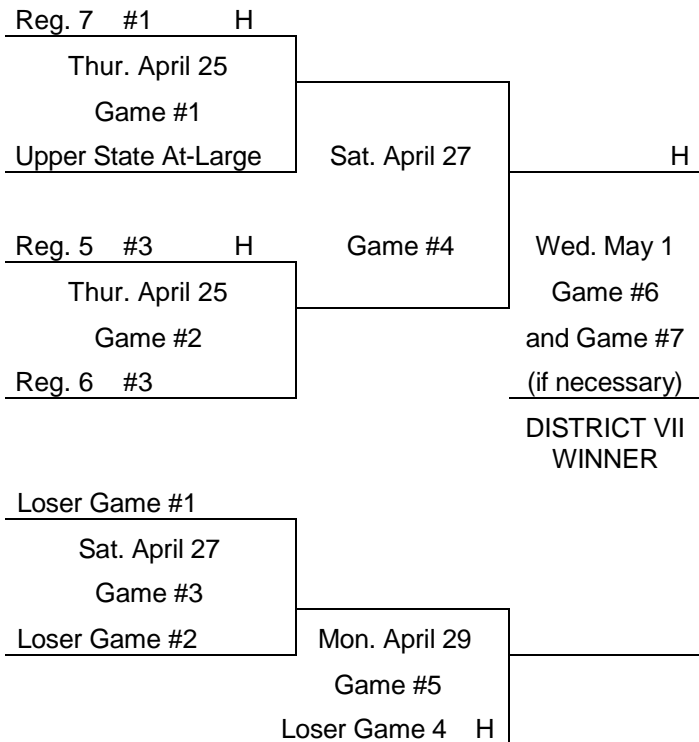 Reg. 7 #1 H
Thur. April 25
Game #1
Upper State At-Large
Sat. April 27
H
Reg. 5 #3 H
Game #4
Wed. May 1
Thur. April 25
Game #6
Game #2
and Game #7
Reg. 6 #3
(if necessary)
DISTRICT VII
WINNER
Loser Game #1
Sat. April 27
Game #3
Loser Game #2
Mon. April 29
Game #5
Loser Game 4 H